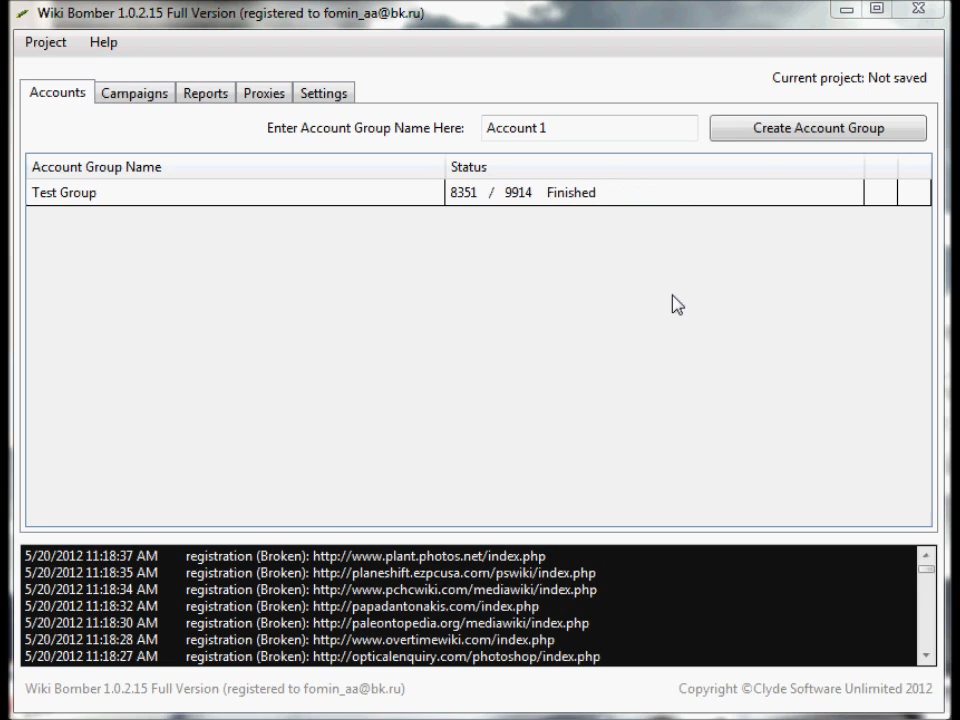 Wiki Bomber 1.0.2.15 Full Version (registered to fomin_aa@bk.ru)
Project Help
Current project: Not saved
Accounts Campaigns Reports Proxies Settings
Enter Account Group Name Here: Account 1 Create Account Group
Account Group Name Status
Test Group 8351 / 9914 Finished
5/20/2012 11:18:37 AM registration (Broken): http://www.plant.photos.net/index.php
5/20/2012 11:18:35 AM registration (Broken): http://planeshift.ezpcusa.com/pswiki/index.php
5/20/2012 11:18:34 AM registration (Broken): http://www.pchcwiki.com/mediawiki/index.php
5/20/2012 11:18:32 AM registration (Broken): http://papadantonakis.com/index.php
5/20/2012 11:18:30 AM registration (Broken): http://paleontopedia.org/mediawiki/index.php
5/20/2012 11:18:28 AM registration (Broken): http://www.overtimewiki.com/index.php
5/20/2012 11:18:27 AM registration (Broken): http://opticalenquiry.com/photoshop/index.php
Wiki Bomber 1.0.2.15 Full Version (registered to fomin_aa@bk.ru) Copyright ©Clyde Software Unlimited 2012